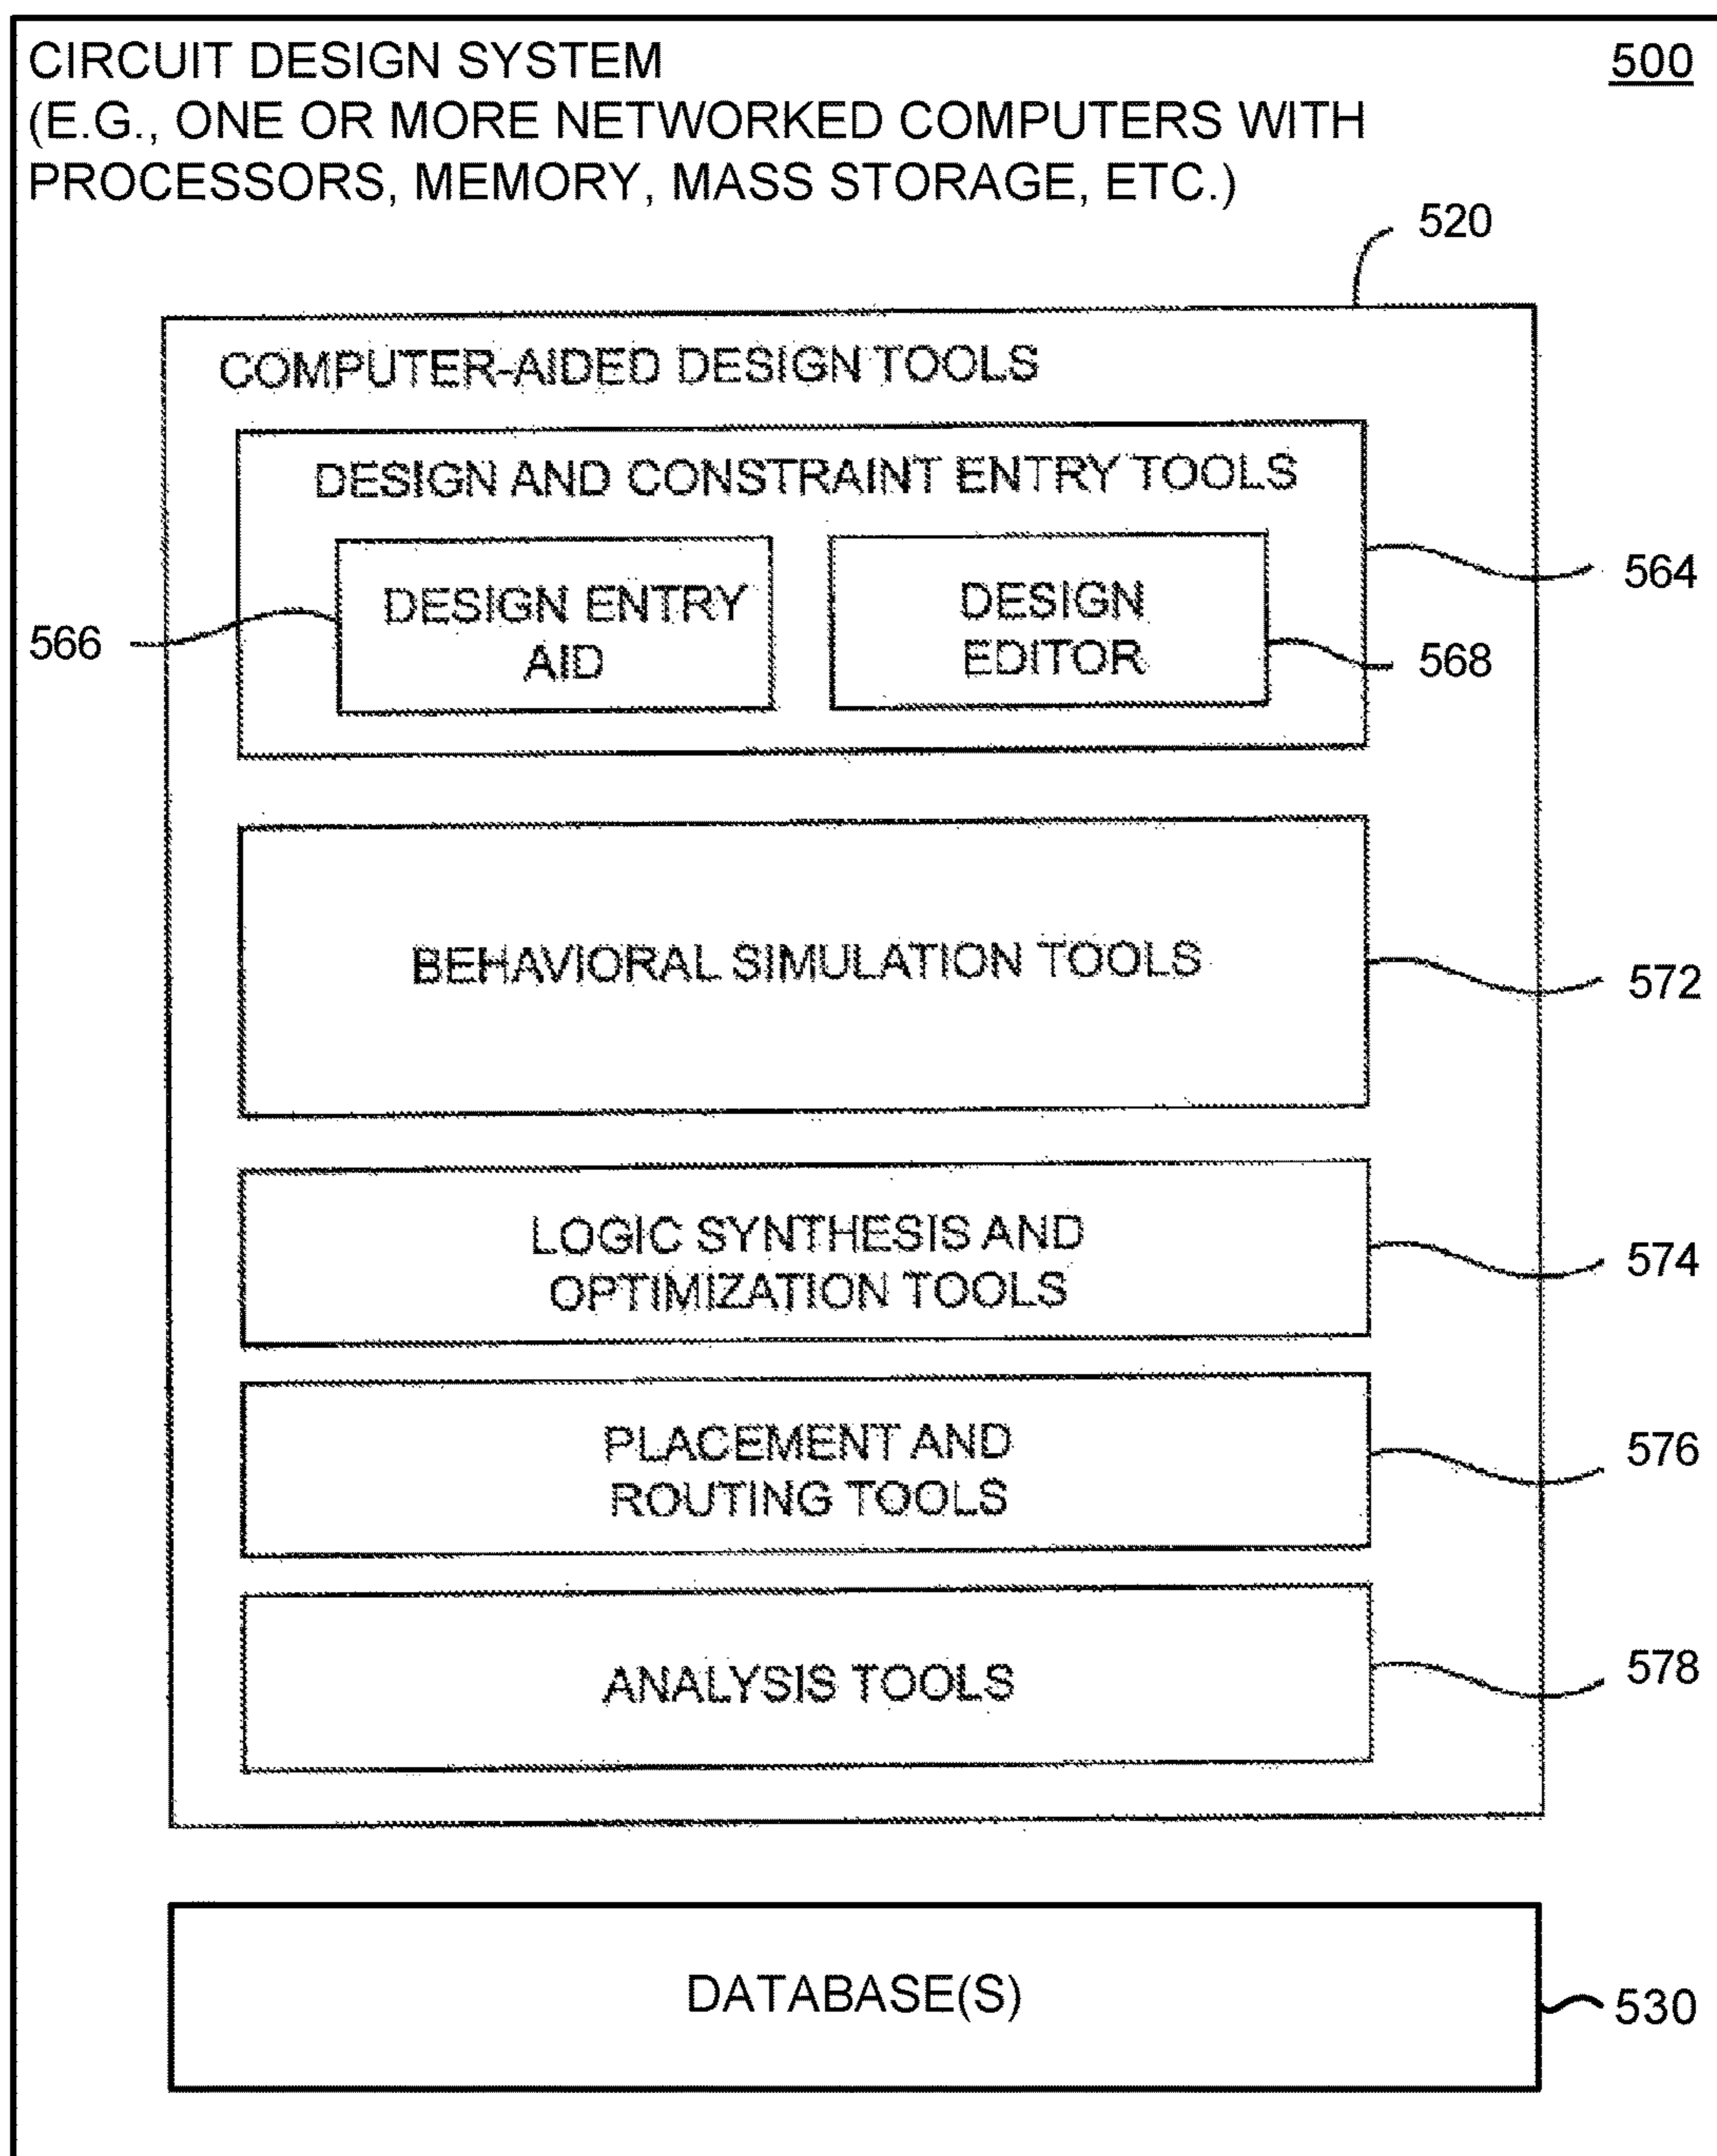 CIRCUIT DESIGN SYSTEM
500
(E.G., ONE OR MORE NETWORKED COMPUTERS WITH
PROCESSORS, MEMORY, MASS STORAGE, ETC.)
520
COMPUTER-AIDED DESIGN TOOLS
DESIGN AND CONSTRAINT ENTRY TOOLS
564
566
DESIGN ENTRY
AID
DESIGN
EDITOR
568
BEHAVIORAL SIMULATION TOOLS
572
LOGIC SYNTHESIS AND
OPTIMIZATION TOOLS
574
PLACEMENT AND
ROUTING TOOLS
576
ANALYSIS TOOLS
578
DATABASE(S)
530